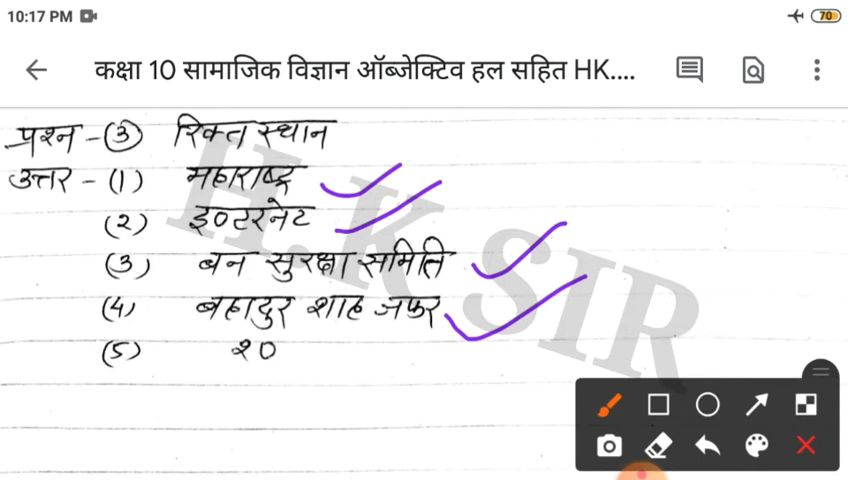 10:17 PM 70
कक्षा 10 सामाजिक विज्ञान ऑब्जेक्टिव हल सहित HK....
प्रश्न -(3) रिक्त स्थान
उत्तर - (1) महाराष्ट्र
(2) इण्टरनेट
(3) बन सुरक्षा समिति
(4) बहादुर शाह जफर
(5) २०
H.K SIR